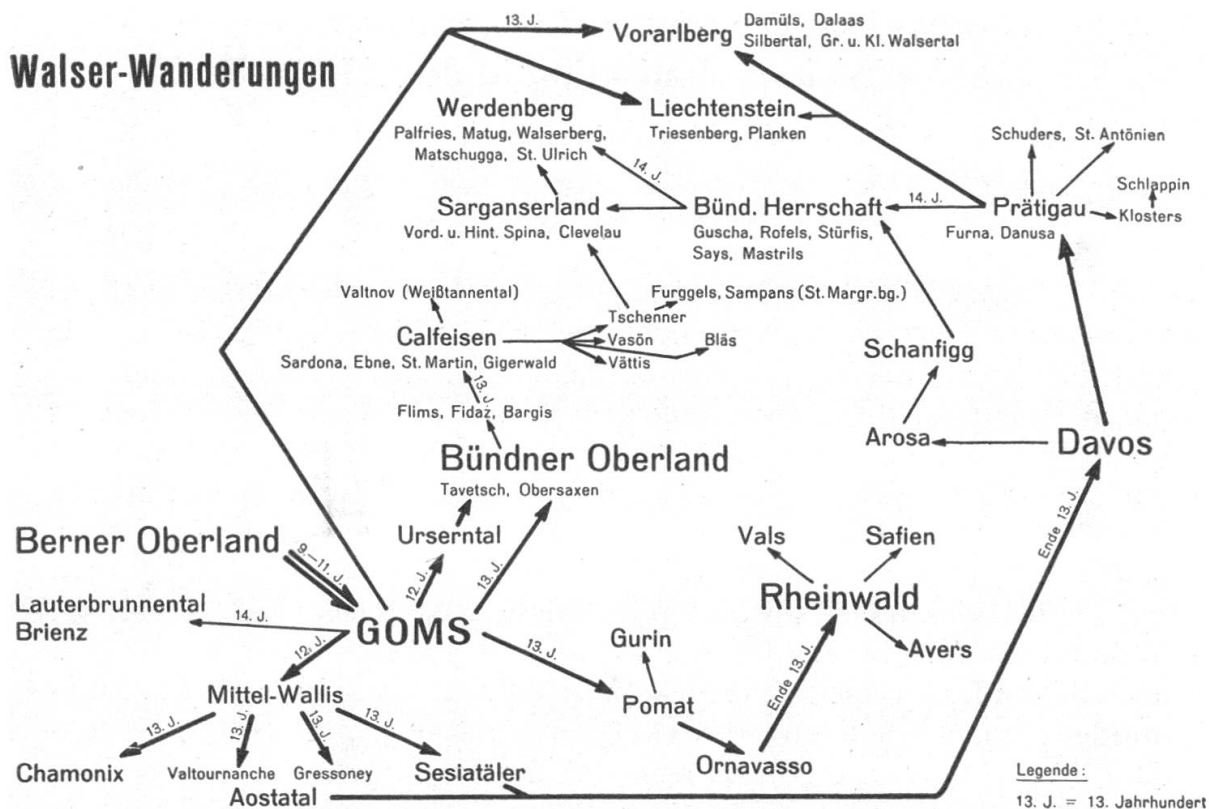 13. J.
Vorarlberg
Damüls, Dalaas
Silbertal, Gr. u. Kl. Walsertal
Walser-Wanderungen
Werdenberg
Palfries, Matug, Walserberg,
Matschugga, St. Ulrich
Liechtenstein
Triesenberg, Planken
Schuders, St. Antönien
14. J.
Schlappin
Sarganserland
Vord. u. Hint. Spina, Clevelau
Bünd. Herrschaft
Guscha, Rofels, Stürfis,
Says, Mastrils
14. J.
Prätigau
Furna, Danusa
Klosters
Valtnov (Weißtannental)
Furggels, Sampans (St. Margr. bg.)
Tschenner
Calfeisen
Sardona, Ebne, St. Martin, Gigerwald
Vasön
Vättis
Bläs
Schanfigg
13. J.
Flims, Fidaz, Bargis
Arosa
Davos
Bündner Oberland
Tavetsch, Obersaxen
Urserntal
Ende 13. J.
Berner Oberland
9.–11. J.
12. J.
13. J.
Vals
Safien
Rheinwald
Avers
Lauterbrunnental
Brienz
14. J.
GOMS
13. J.
Gurin
12. J.
Mittel-Wallis
Pomat
Ende 13. J.
13. J.
13. J.
13. J.
13. J.
Chamonix
Valtournanche
Gressoney
Sesiatäler
Ornavasso
Aostatal
Legende:
13. J. = 13. Jahrhundert